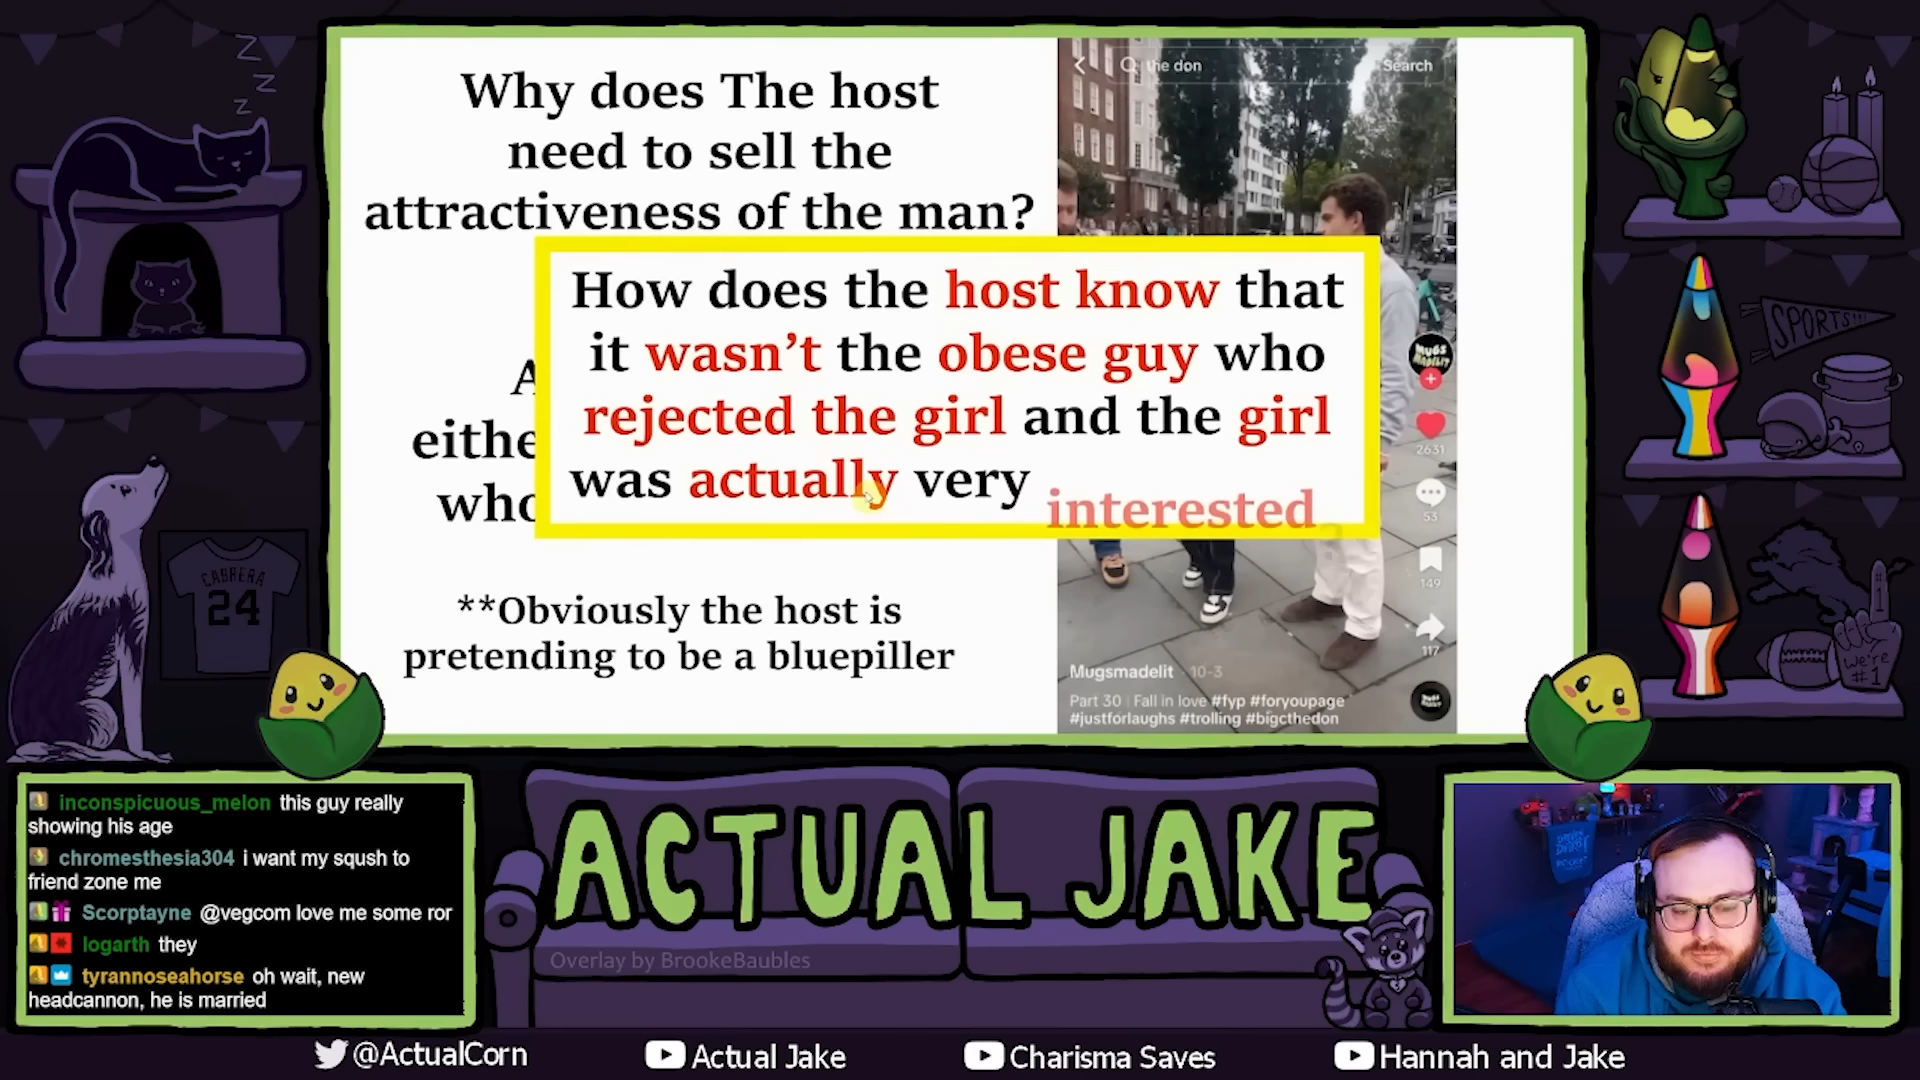 Why does The host
need to sell the
attractiveness of the man?
How does the host know that
it wasn't the obese guy who
rejected the girl and the girl
was actually very interested
eithe
**Obviously the host is
pretending to be a bluepiller
the don
Search
MUGS
2631
53
149
117
Mugsmadelit · 10-3
Part 30 | Fall in love #fyp #foryoupage
#justforlaughs #trolling #bigcthedon
Z
Z
Z
CABRERA
24
SPORTS!!!
#1
We're
#1
inconspicuous_melon this guy really
showing his age
chromesthesia304 i want my sqush to
friend zone me
Scorptayne @vegcom love me some ror
logarth they
tyrannoseahorse oh wait, new
headcannon, he is married
ACTUAL JAKE
Overlay by BrookeBaubles
@ActualCorn
Actual Jake
Charisma Saves
Hannah and Jake